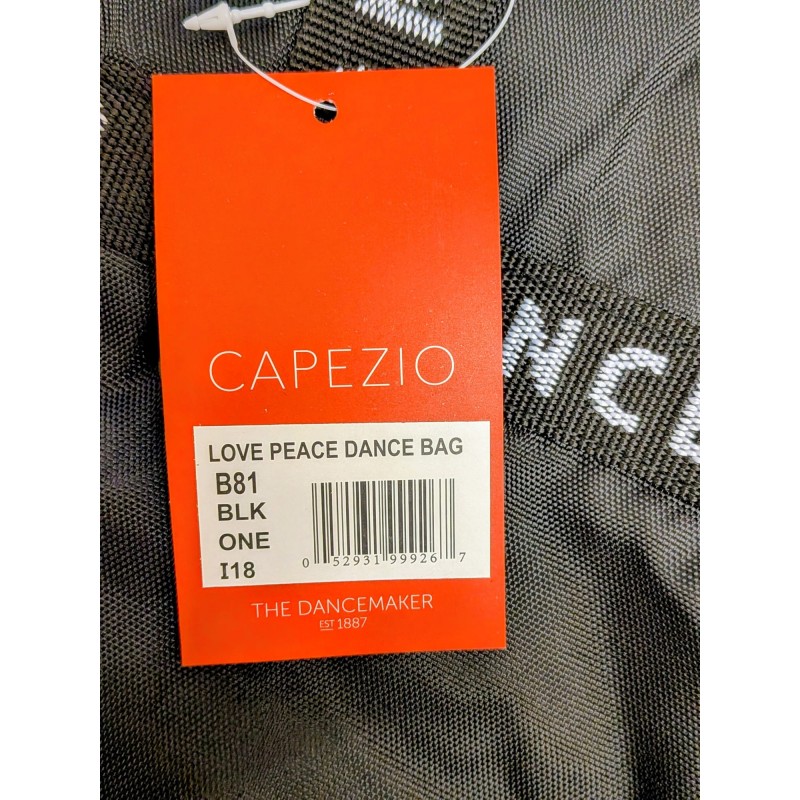 CAPEZIO
LOVE PEACE DANCE BAG
B81
BLK
ONE
I18
0 52931 99926 7
THE DANCEMAKER
EST 1887
NCE